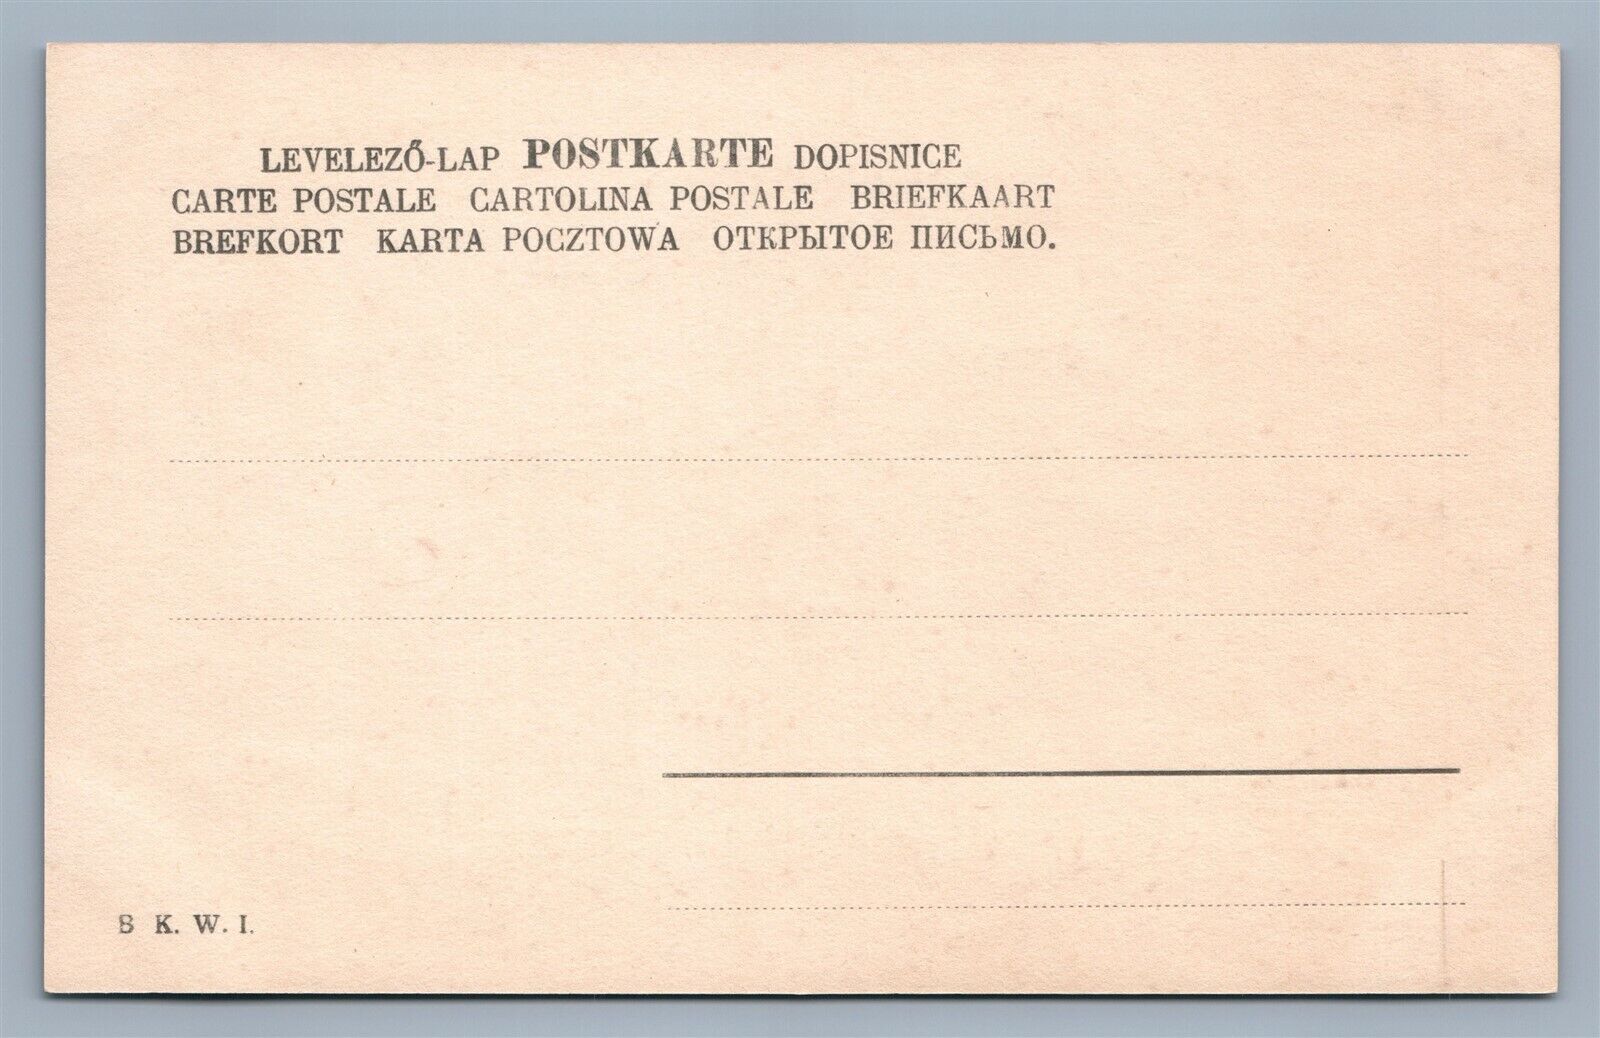 LEVELEZŐ-LAP POSTKARTE DOPISNICE
CARTE POSTALE CARTOLINA POSTALE BRIEFKAART
BREFKORT KARTA POCZTOWA ОТКРЫТОЕ ПИСЬМО.
B K. W. I.